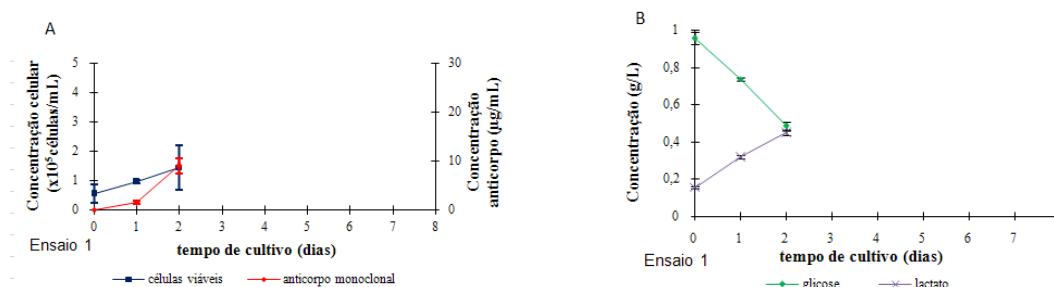 A
Concentração celular
(x10⁵ células/mL)
5
4
3
2
1
0
30
20
10
0
Concentração
anticorpo (µg/mL)
0 1 2 3 4 5 6 7 8
Ensaio 1
tempo de cultivo (dias)
células viáveis
anticorpo monoclonal
B
Concentração (g/L)
1
0,8
0,6
0,4
0,2
0
0 1 2 3 4 5 6 7
Ensaio 1
tempo de cultivo (dias)
glicose
lactato